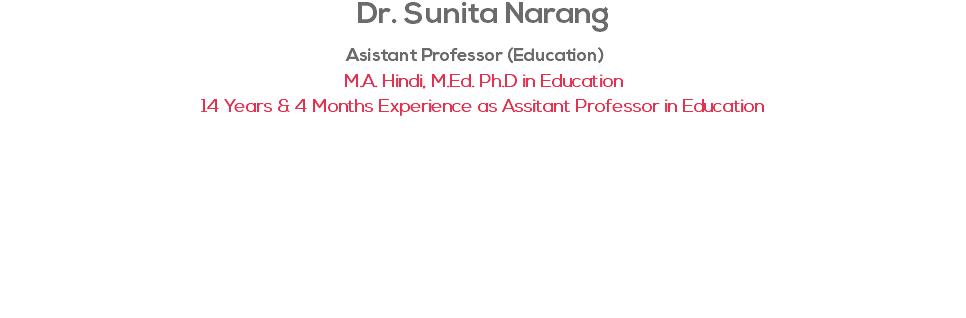 Dr. Sunita Narang
Asistant Professor (Education)
M.A. Hindi, M.Ed. Ph.D in Education
14 Years & 4 Months Experience as Assitant Professor in Education